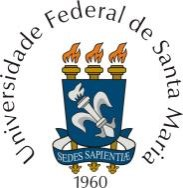 Universidade Federal de Santa Maria
SEDES SAPIENTIÆ
1960